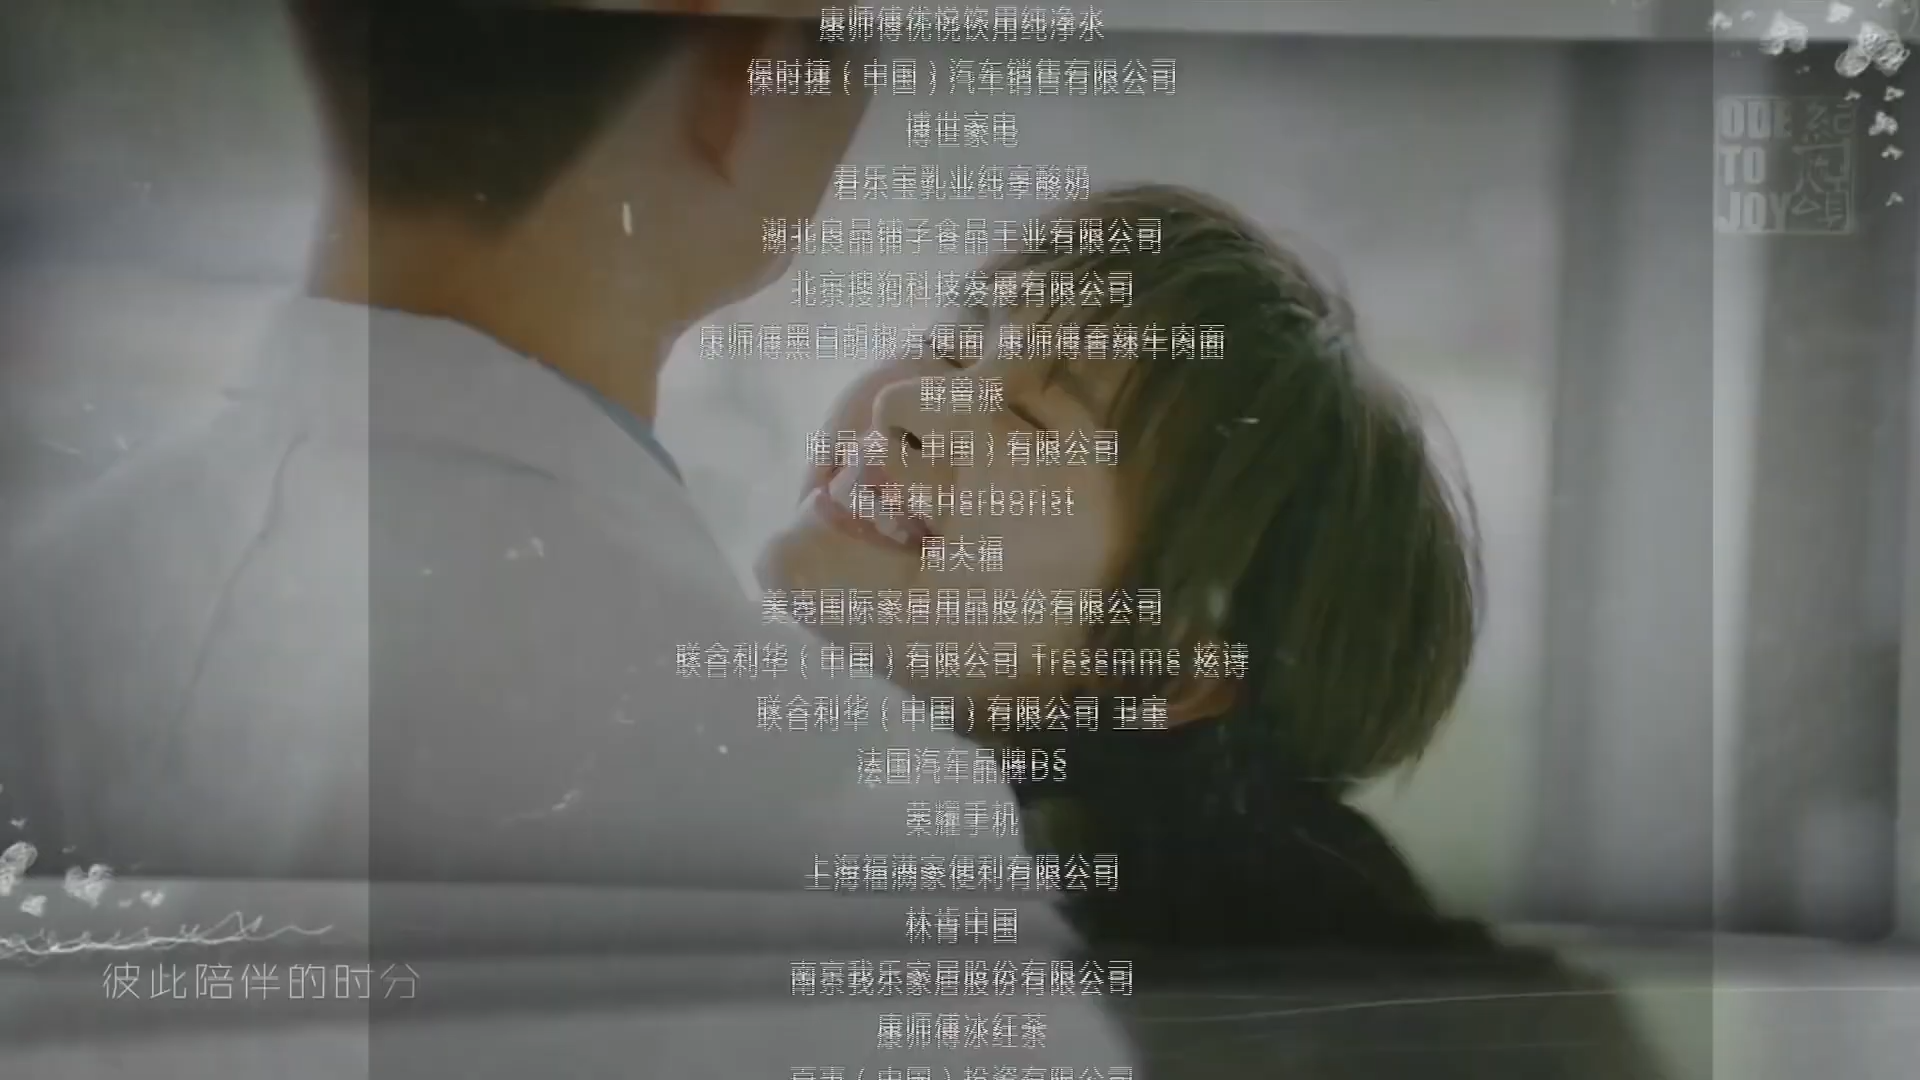 康师傅优悦饮用纯净水
保时捷（中国）汽车销售有限公司
ODE
TO
JOY
博世家电
君乐宝乳业纯享酸奶
湖北良品铺子食品工业有限公司
北京搜狗科技发展有限公司
康师傅黑白胡椒方便面 康师傅香辣牛肉面
野兽派
唯品会（中国）有限公司
佰草集Herborist
周大福
美克国际家居用品股份有限公司
联合利华（中国）有限公司 Tresemme 炫诗
联合利华（中国）有限公司 卫宝
法国汽车品牌DS
荣耀手机
上海福满家便利有限公司
林肯中国
南京我乐家居股份有限公司
彼此陪伴的时分
康师傅冰红茶